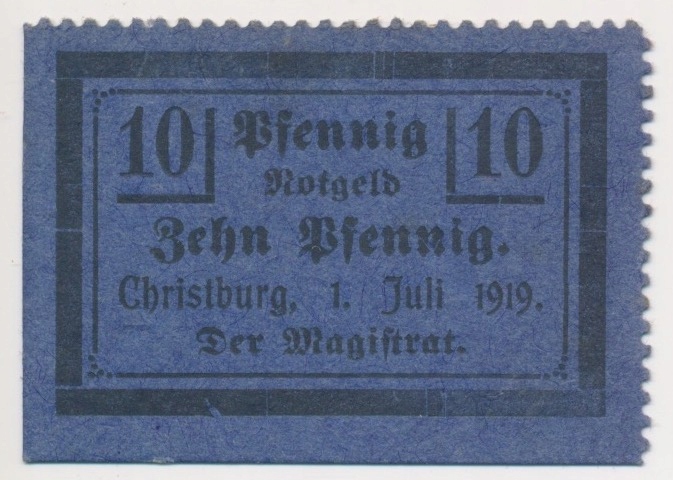 10 Pfennig 10
Notgeld
Zehn Pfennig.
Christburg, 1. Juli 1919.
Der Magiſtrat.